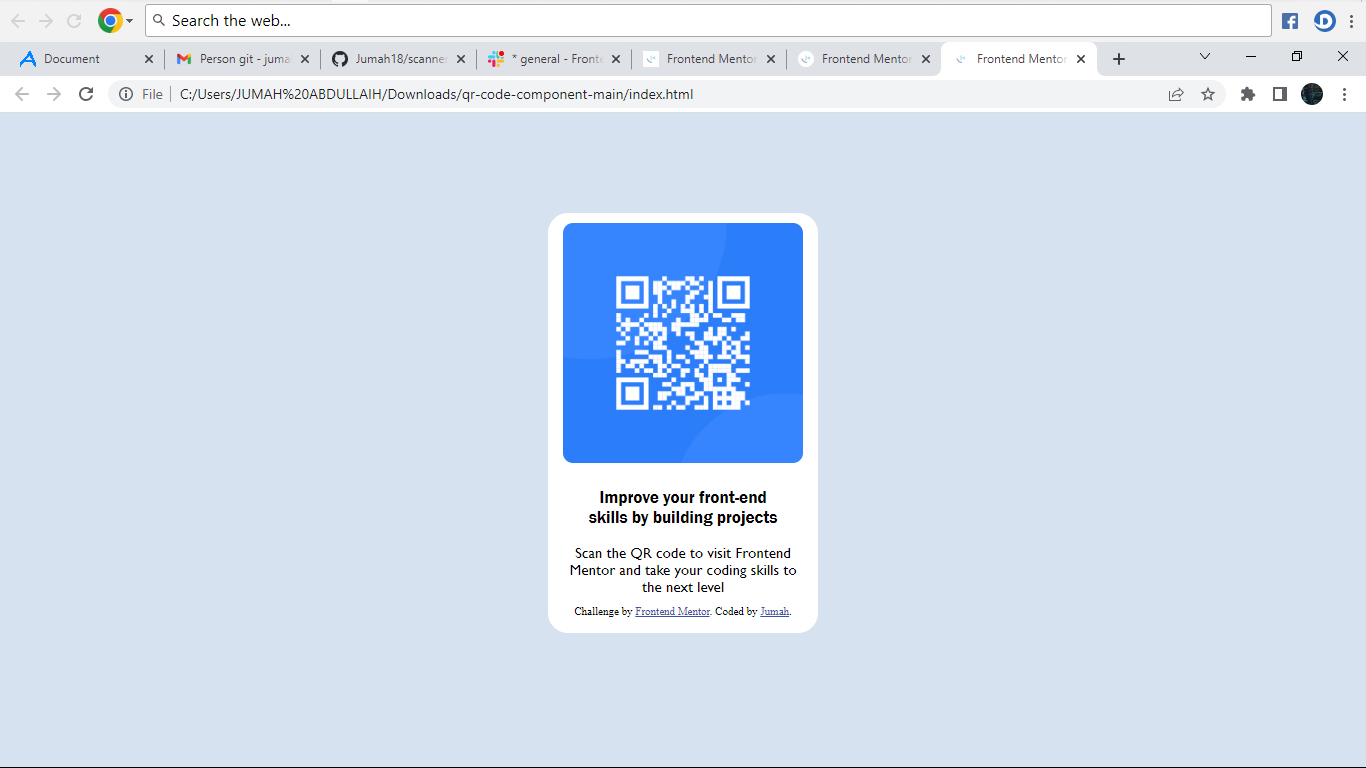 Search the web...
Document
Person git - juma
Jumah18/scanne
* general - Fronte
Frontend Mentor
Frontend Mentor
Frontend Mentor
File
C:/Users/JUMAH%20ABDULLAIH/Downloads/qr-code-component-main/index.html
Improve your front-end
skills by building projects
Scan the QR code to visit Frontend
Mentor and take your coding skills to
the next level
Challenge by Frontend Mentor. Coded by Jumah.